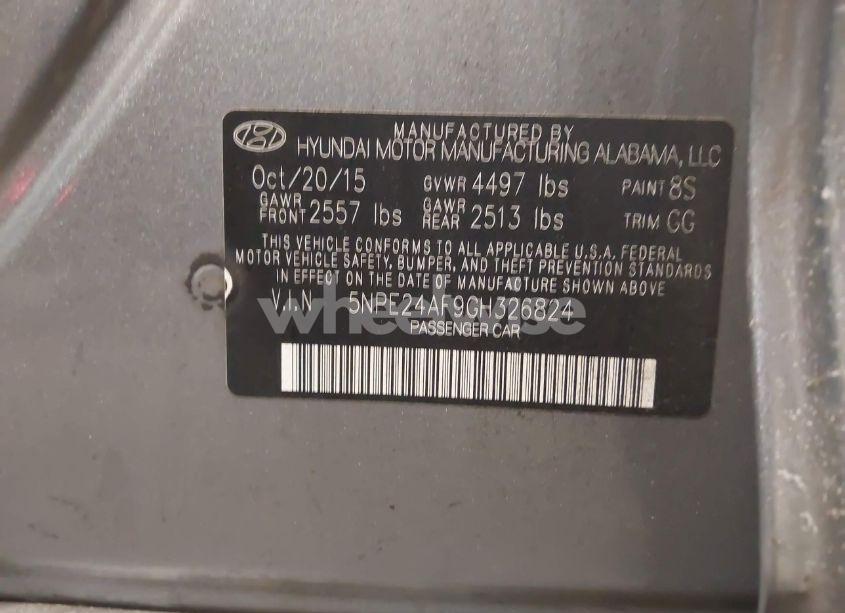 MANUFACTURED BY
HYUNDAI MOTOR MANUFACTURING ALABAMA, LLC
Oct/20/15 GVWR 4497 lbs PAINT 8S
GAWR FRONT 2557 lbs GAWR REAR 2513 lbs TRIM GG
THIS VEHICLE CONFORMS TO ALL APPLICABLE U.S.A. FEDERAL
MOTOR VEHICLE SAFETY, BUMPER, AND THEFT PREVENTION STANDARDS
IN EFFECT ON THE DATE OF MANUFACTURE SHOWN ABOVE.
V.I.N 5NPE24AF9GH326824
PASSENGER CAR